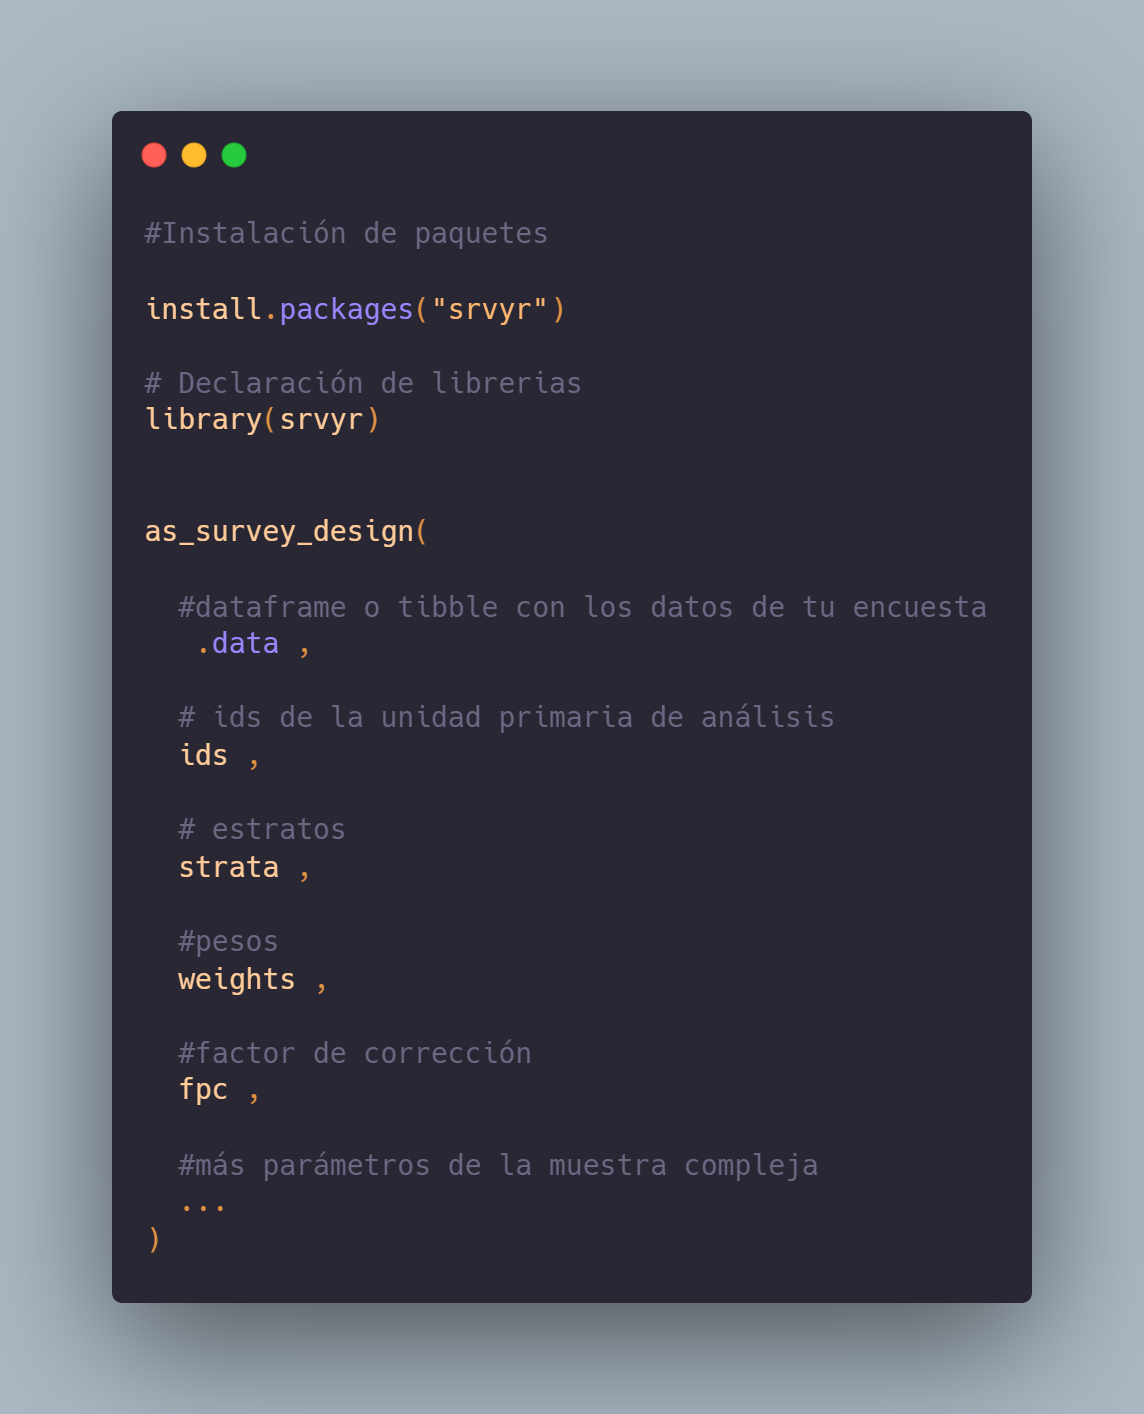 #Instalación de paquetes
install.packages("srvyr")
# Declaración de librerias
library(srvyr)
as_survey_design(
#dataframe o tibble con los datos de tu encuesta
.data ,
# ids de la unidad primaria de análisis
ids ,
# estratos
strata ,
#pesos
weights ,
#factor de corrección
fpc ,
#más parámetros de la muestra compleja
...
)